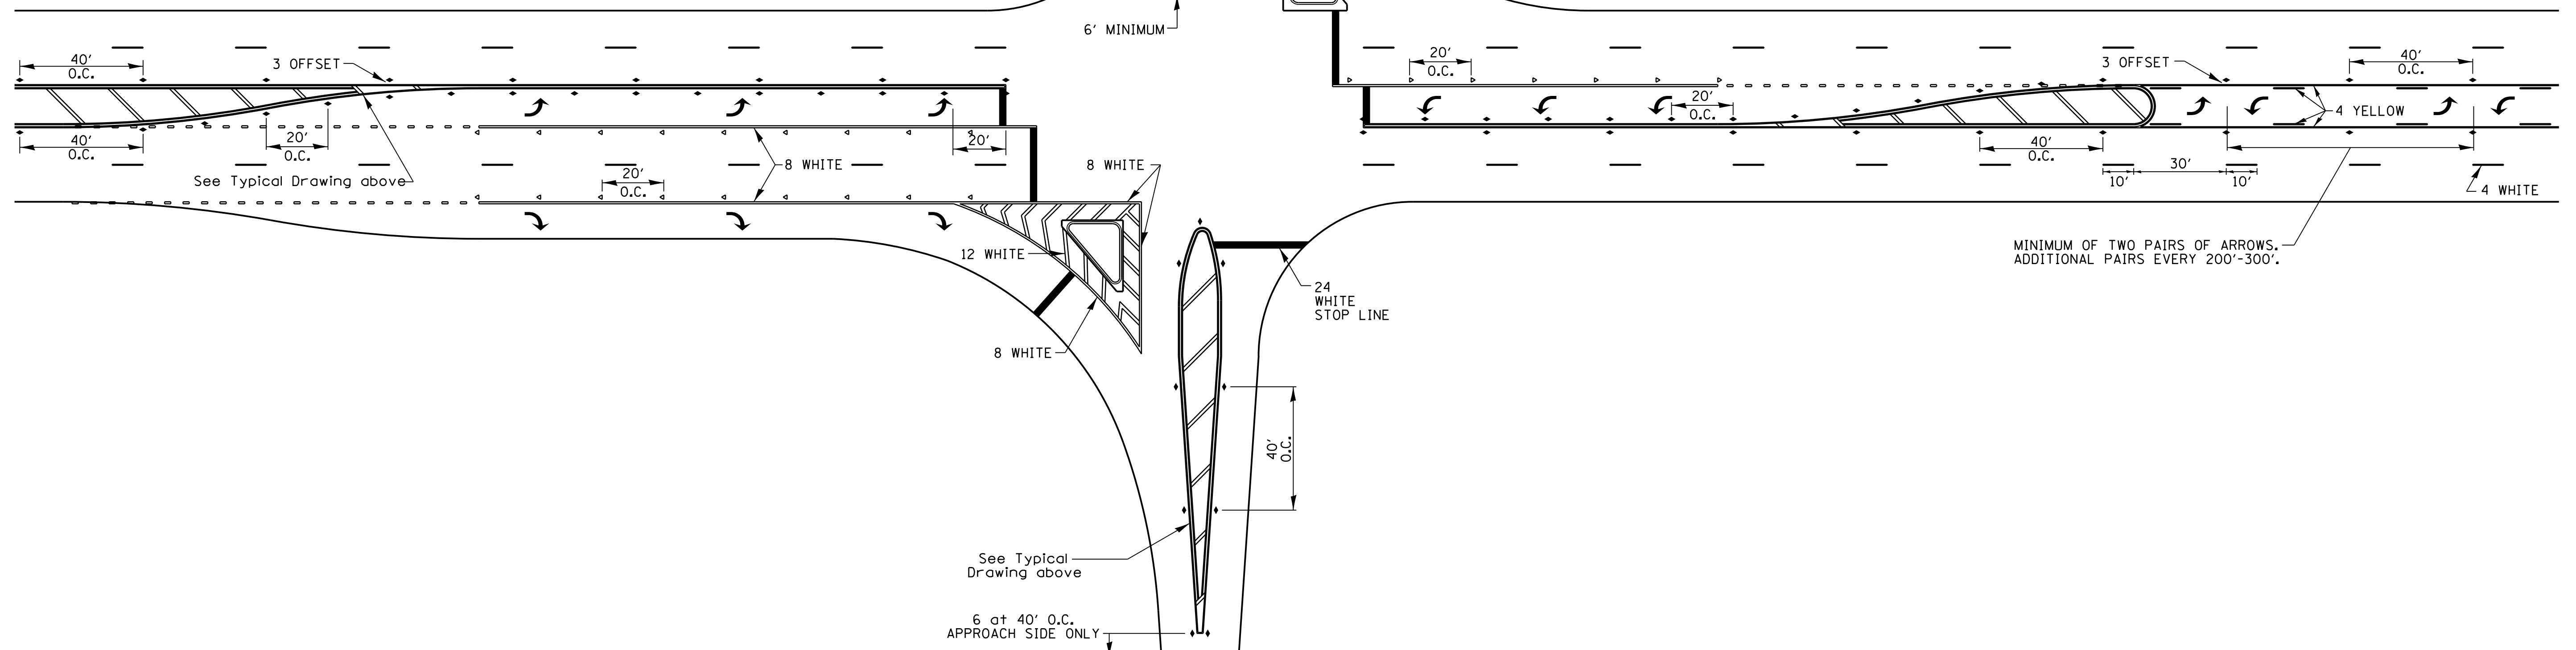 6' MINIMUM
40'
O.C.
3 OFFSET
20'
O.C.
3 OFFSET
40'
O.C.
20'
O.C.
4 YELLOW
40'
O.C.
20'
O.C.
20'
8 WHITE
8 WHITE
40'
O.C.
30'
10'
10'
See Typical Drawing above
20'
O.C.
4 WHITE
12 WHITE
MINIMUM OF TWO PAIRS OF ARROWS.
ADDITIONAL PAIRS EVERY 200'-300'.
24
WHITE
STOP LINE
8 WHITE
40'
O.C.
See Typical
Drawing above
6 at 40' O.C.
APPROACH SIDE ONLY